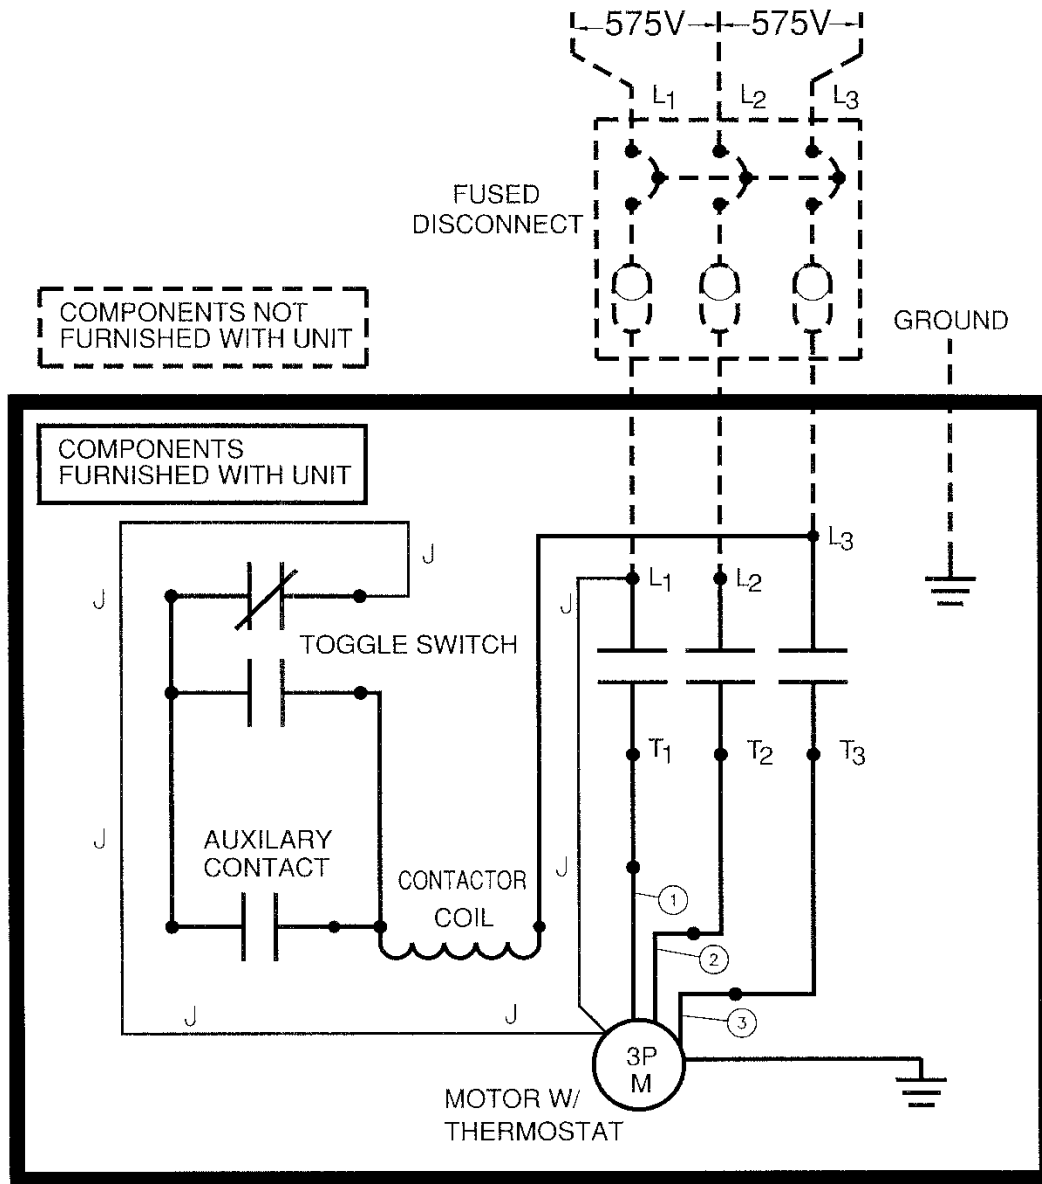 575V 575V
L1 L2 L3
FUSED
DISCONNECT
COMPONENTS NOT
FURNISHED WITH UNIT
GROUND
COMPONENTS
FURNISHED WITH UNIT
L3
J
J
J
L1
L2
TOGGLE SWITCH
T1
T2
T3
J
AUXILARY
CONTACT
J
CONTACTOR
COIL
1
2
3
J
J
3P
M
MOTOR W/
THERMOSTAT